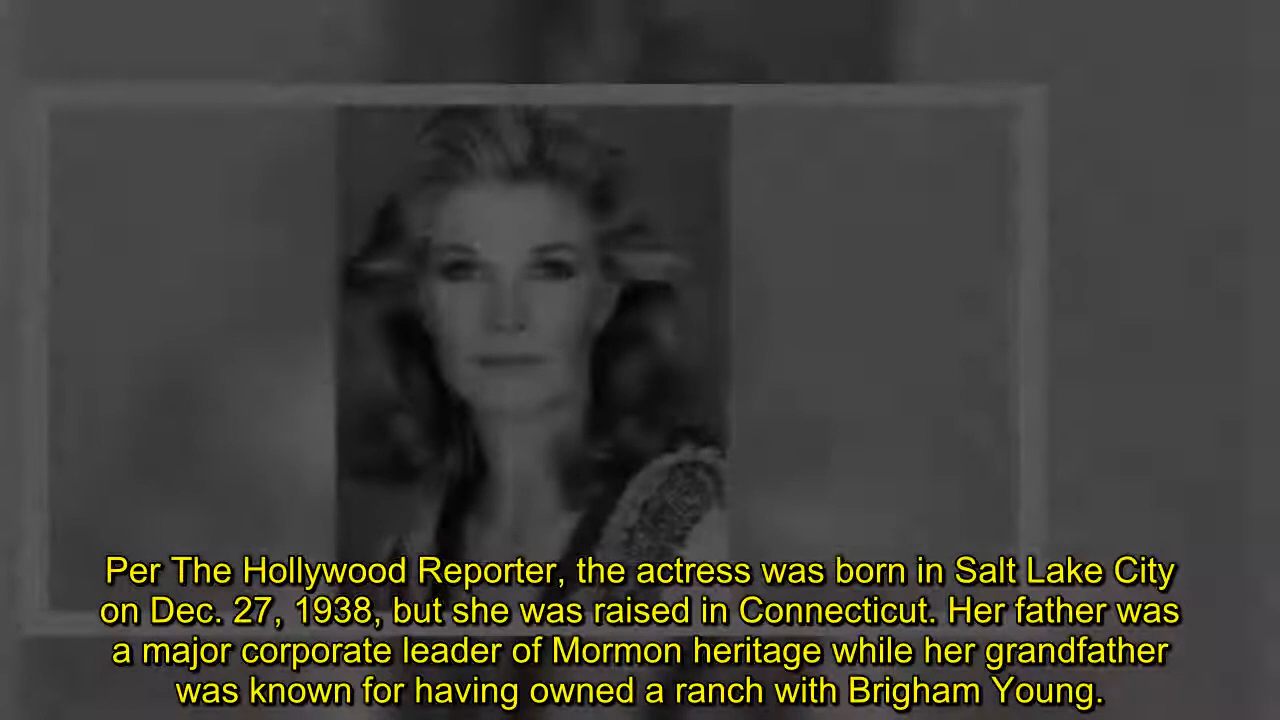 Per The Hollywood Reporter, the actress was born in Salt Lake City
on Dec. 27, 1938, but she was raised in Connecticut. Her father was
a major corporate leader of Mormon heritage while her grandfather
was known for having owned a ranch with Brigham Young.